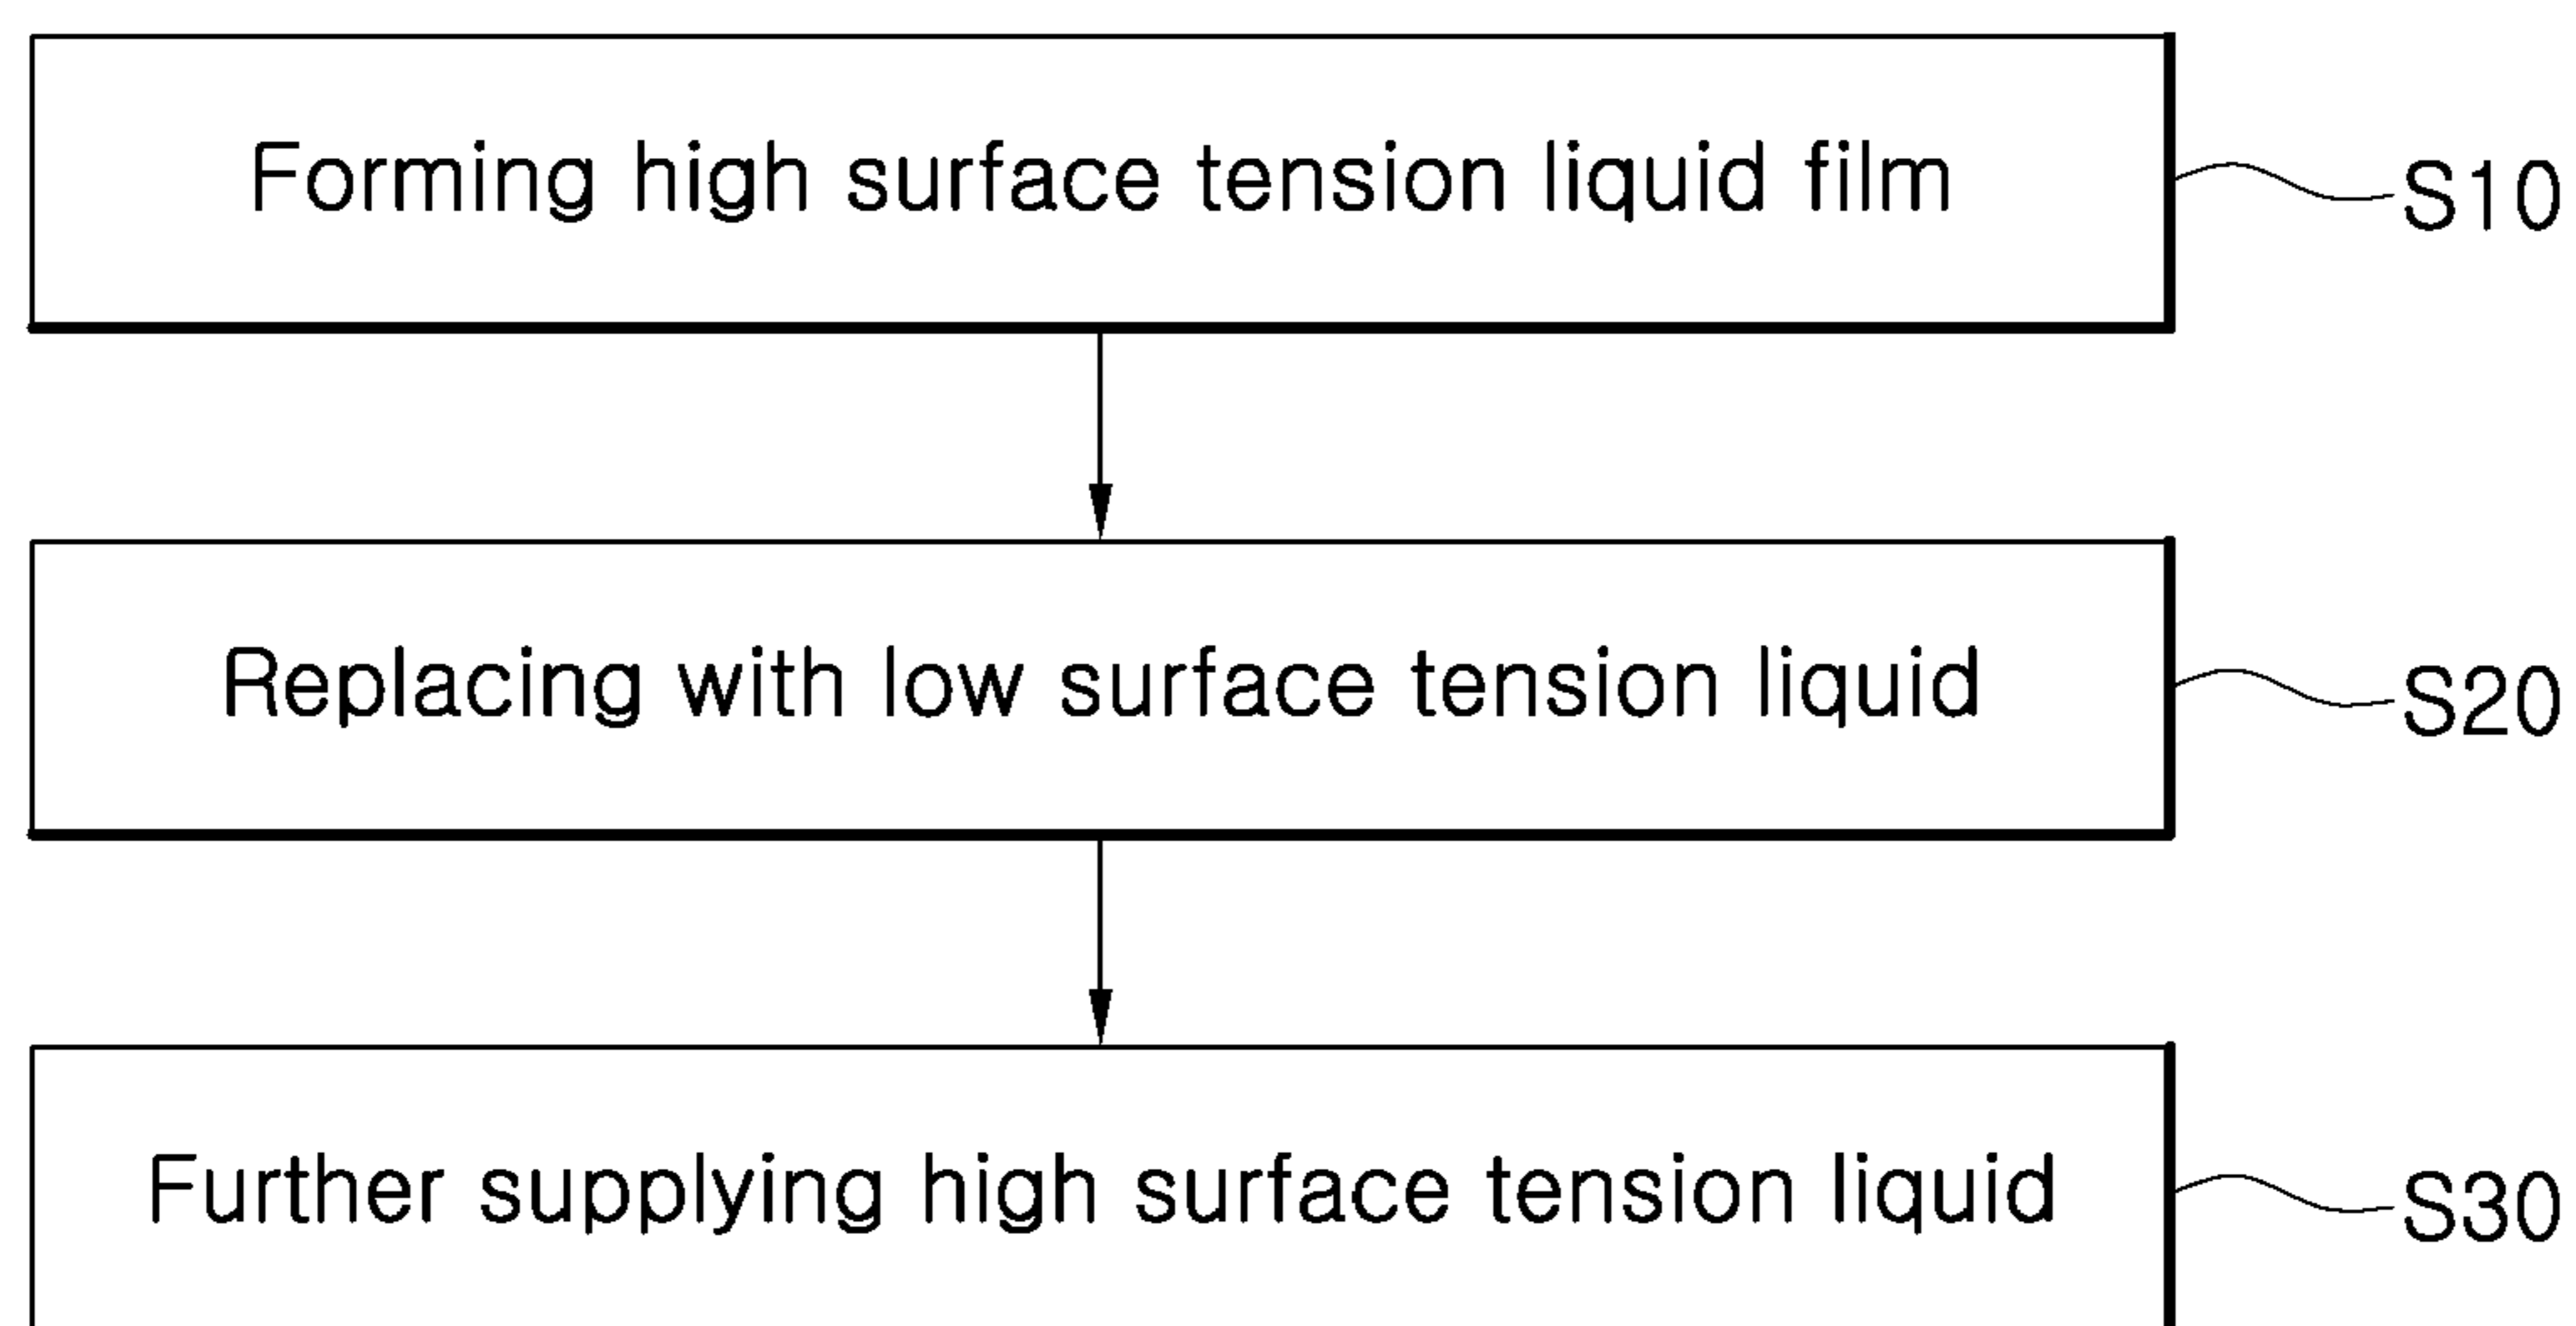 Forming high surface tension liquid film
S10
Replacing with low surface tension liquid
S20
Further supplying high surface tension liquid
S30